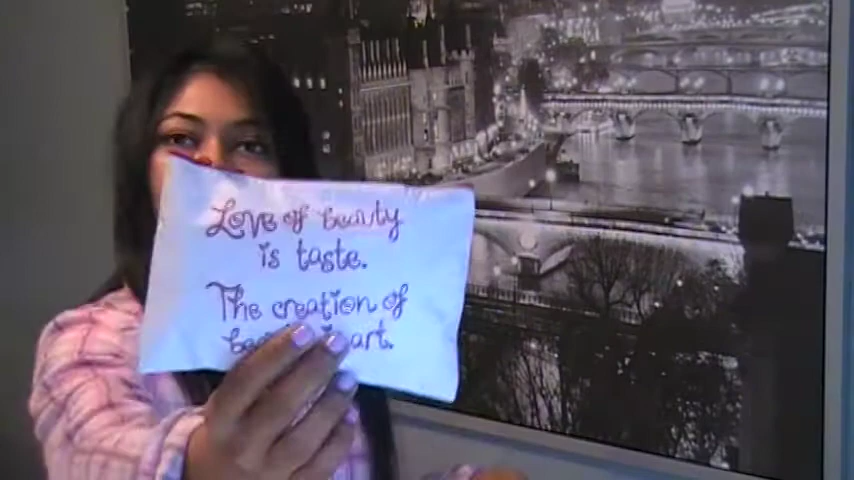 Love of beauty
is taste.
The creation of
art.